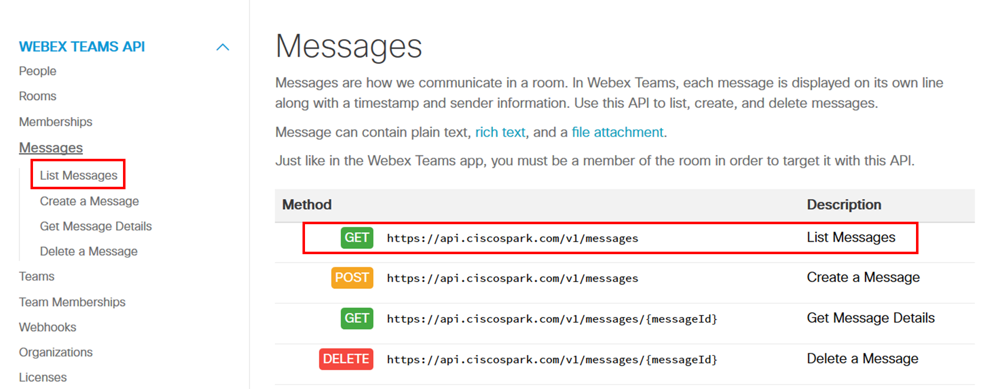 WEBEX TEAMS API
People
Rooms
Memberships
Messages
List Messages
Create a Message
Get Message Details
Delete a Message
Teams
Team Memberships
Webhooks
Organizations
Licenses
Messages
Messages are how we communicate in a room. In Webex Teams, each message is displayed on its own line
along with a timestamp and sender information. Use this API to list, create, and delete messages.
Message can contain plain text, rich text, and a file attachment.
Just like in the Webex Teams app, you must be a member of the room in order to target it with this API.
Method Description
GET https://api.ciscospark.com/v1/messages List Messages
POST https://api.ciscospark.com/v1/messages Create a Message
GET https://api.ciscospark.com/v1/messages/{messageId} Get Message Details
DELETE https://api.ciscospark.com/v1/messages/{messageId} Delete a Message